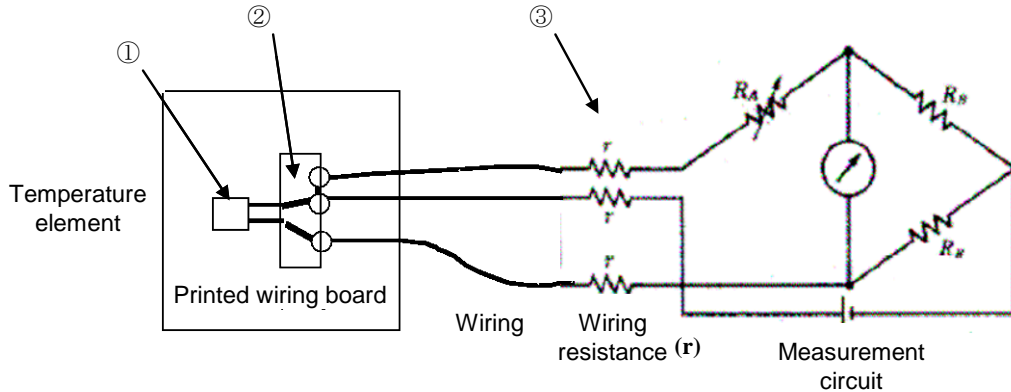 ①
②
③
R_A
R_B
r
r
r
R_B
Temperature
element
Printed wiring board
Wiring
Wiring
resistance (r)
Measurement
circuit